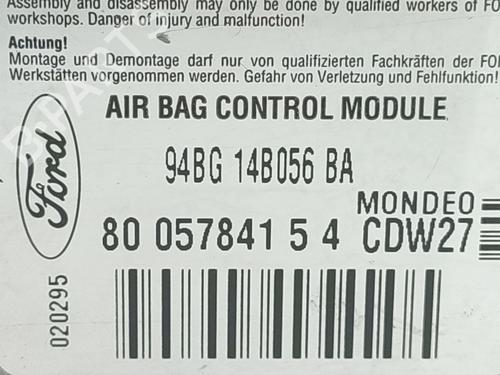 Assembly and disassembly may only be done by qualified workers of FO
workshops. Danger of injury and malfunction!
Achtung!
Montage und Demontage darf nur von qualifizierten Fachkräften der FO
Werkstätten vorgenommen werden. Gefahr von Verletzung und Fehlfunktion!
AIR BAG CONTROL MODULE
Ford
94BG 14B056 BA
MONDEO
80 057841 5 4 CDW27
020295